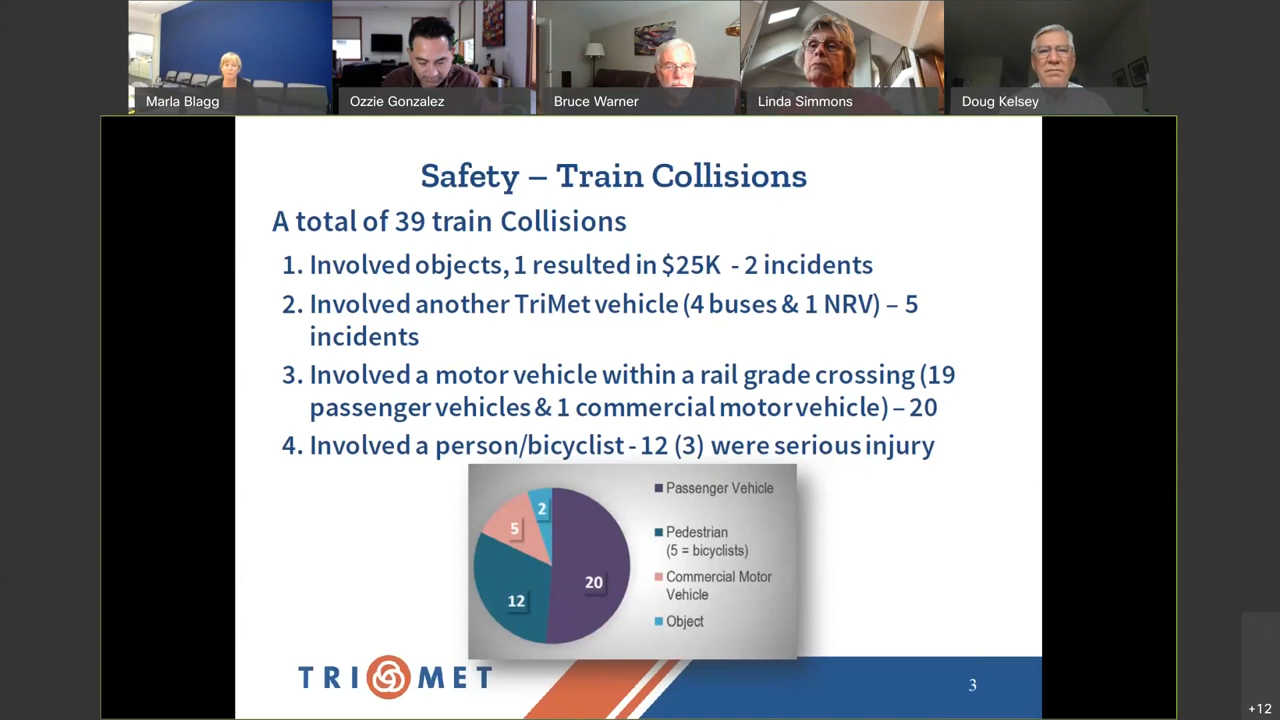 Marla Blagg
Ozzie Gonzalez
Bruce Warner
Linda Simmons
Doug Kelsey
Safety – Train Collisions
A total of 39 train Collisions
1. Involved objects, 1 resulted in $25K - 2 incidents
2. Involved another TriMet vehicle (4 buses & 1 NRV) – 5
incidents
3. Involved a motor vehicle within a rail grade crossing (19
passenger vehicles & 1 commercial motor vehicle) – 20
4. Involved a person/bicyclist - 12 (3) were serious injury
2
5
20
12
Passenger Vehicle
Pedestrian
(5 = bicyclists)
Commercial Motor
Vehicle
Object
TRI MET
3
+12